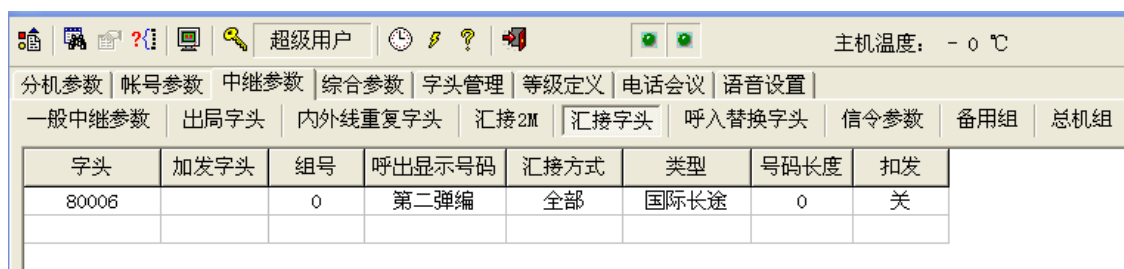 超级用户 主机温度： - 0 ℃
分机参数 帐号参数 中继参数 综合参数 字头管理 等级定义 电话会议 语音设置
一般中继参数 出局字头 内外线重复字头 汇接2M 汇接字头 呼入替换字头 信令参数 备用组 总机组
字头 加发字头 组号 呼出显示号码 汇接方式 类型 号码长度 扣发
80006 0 第二弹编 全部 国际长途 0 关